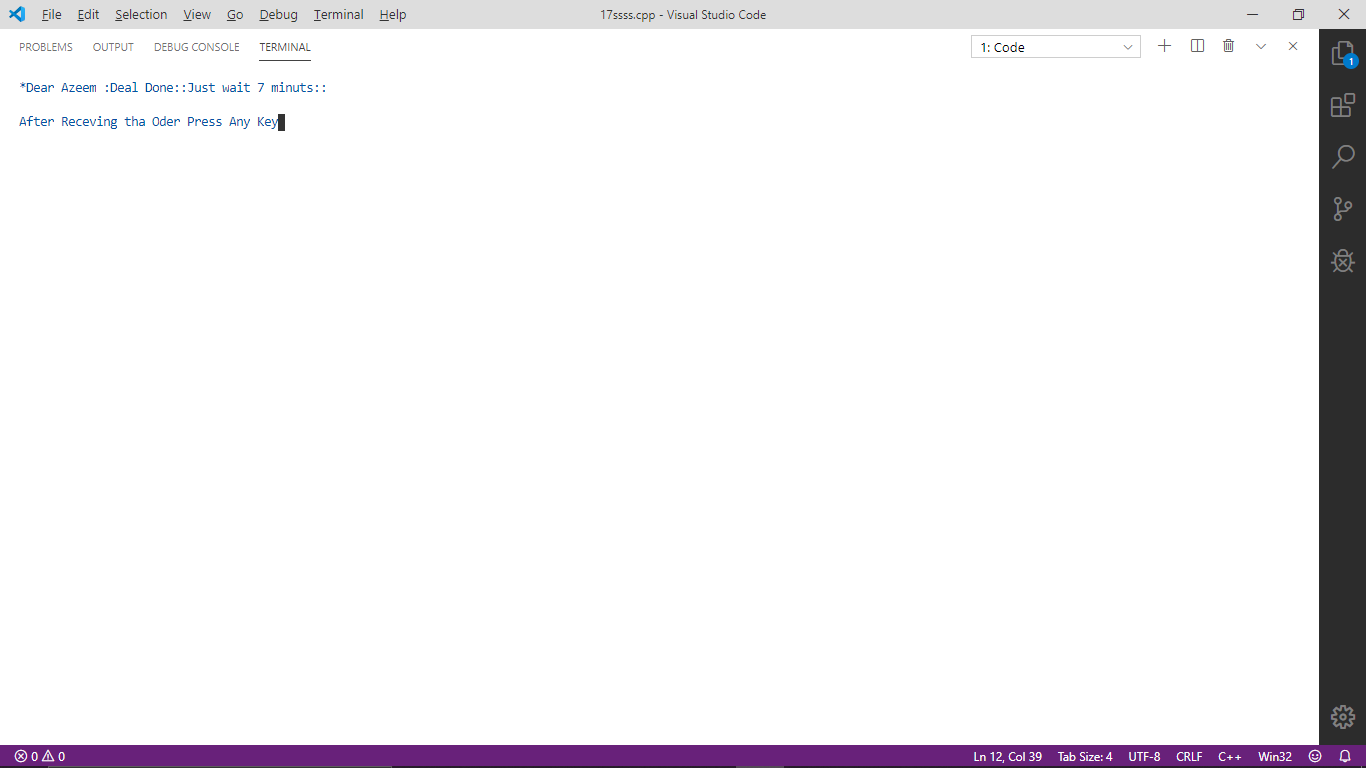 File Edit Selection View Go Debug Terminal Help
17ssss.cpp - Visual Studio Code
PROBLEMS OUTPUT DEBUG CONSOLE TERMINAL
1: Code
1
*Dear Azeem :Deal Done::Just wait 7 minuts::
After Receving tha Oder Press Any Key
0 0
Ln 12, Col 39 Tab Size: 4 UTF-8 CRLF C++ Win32